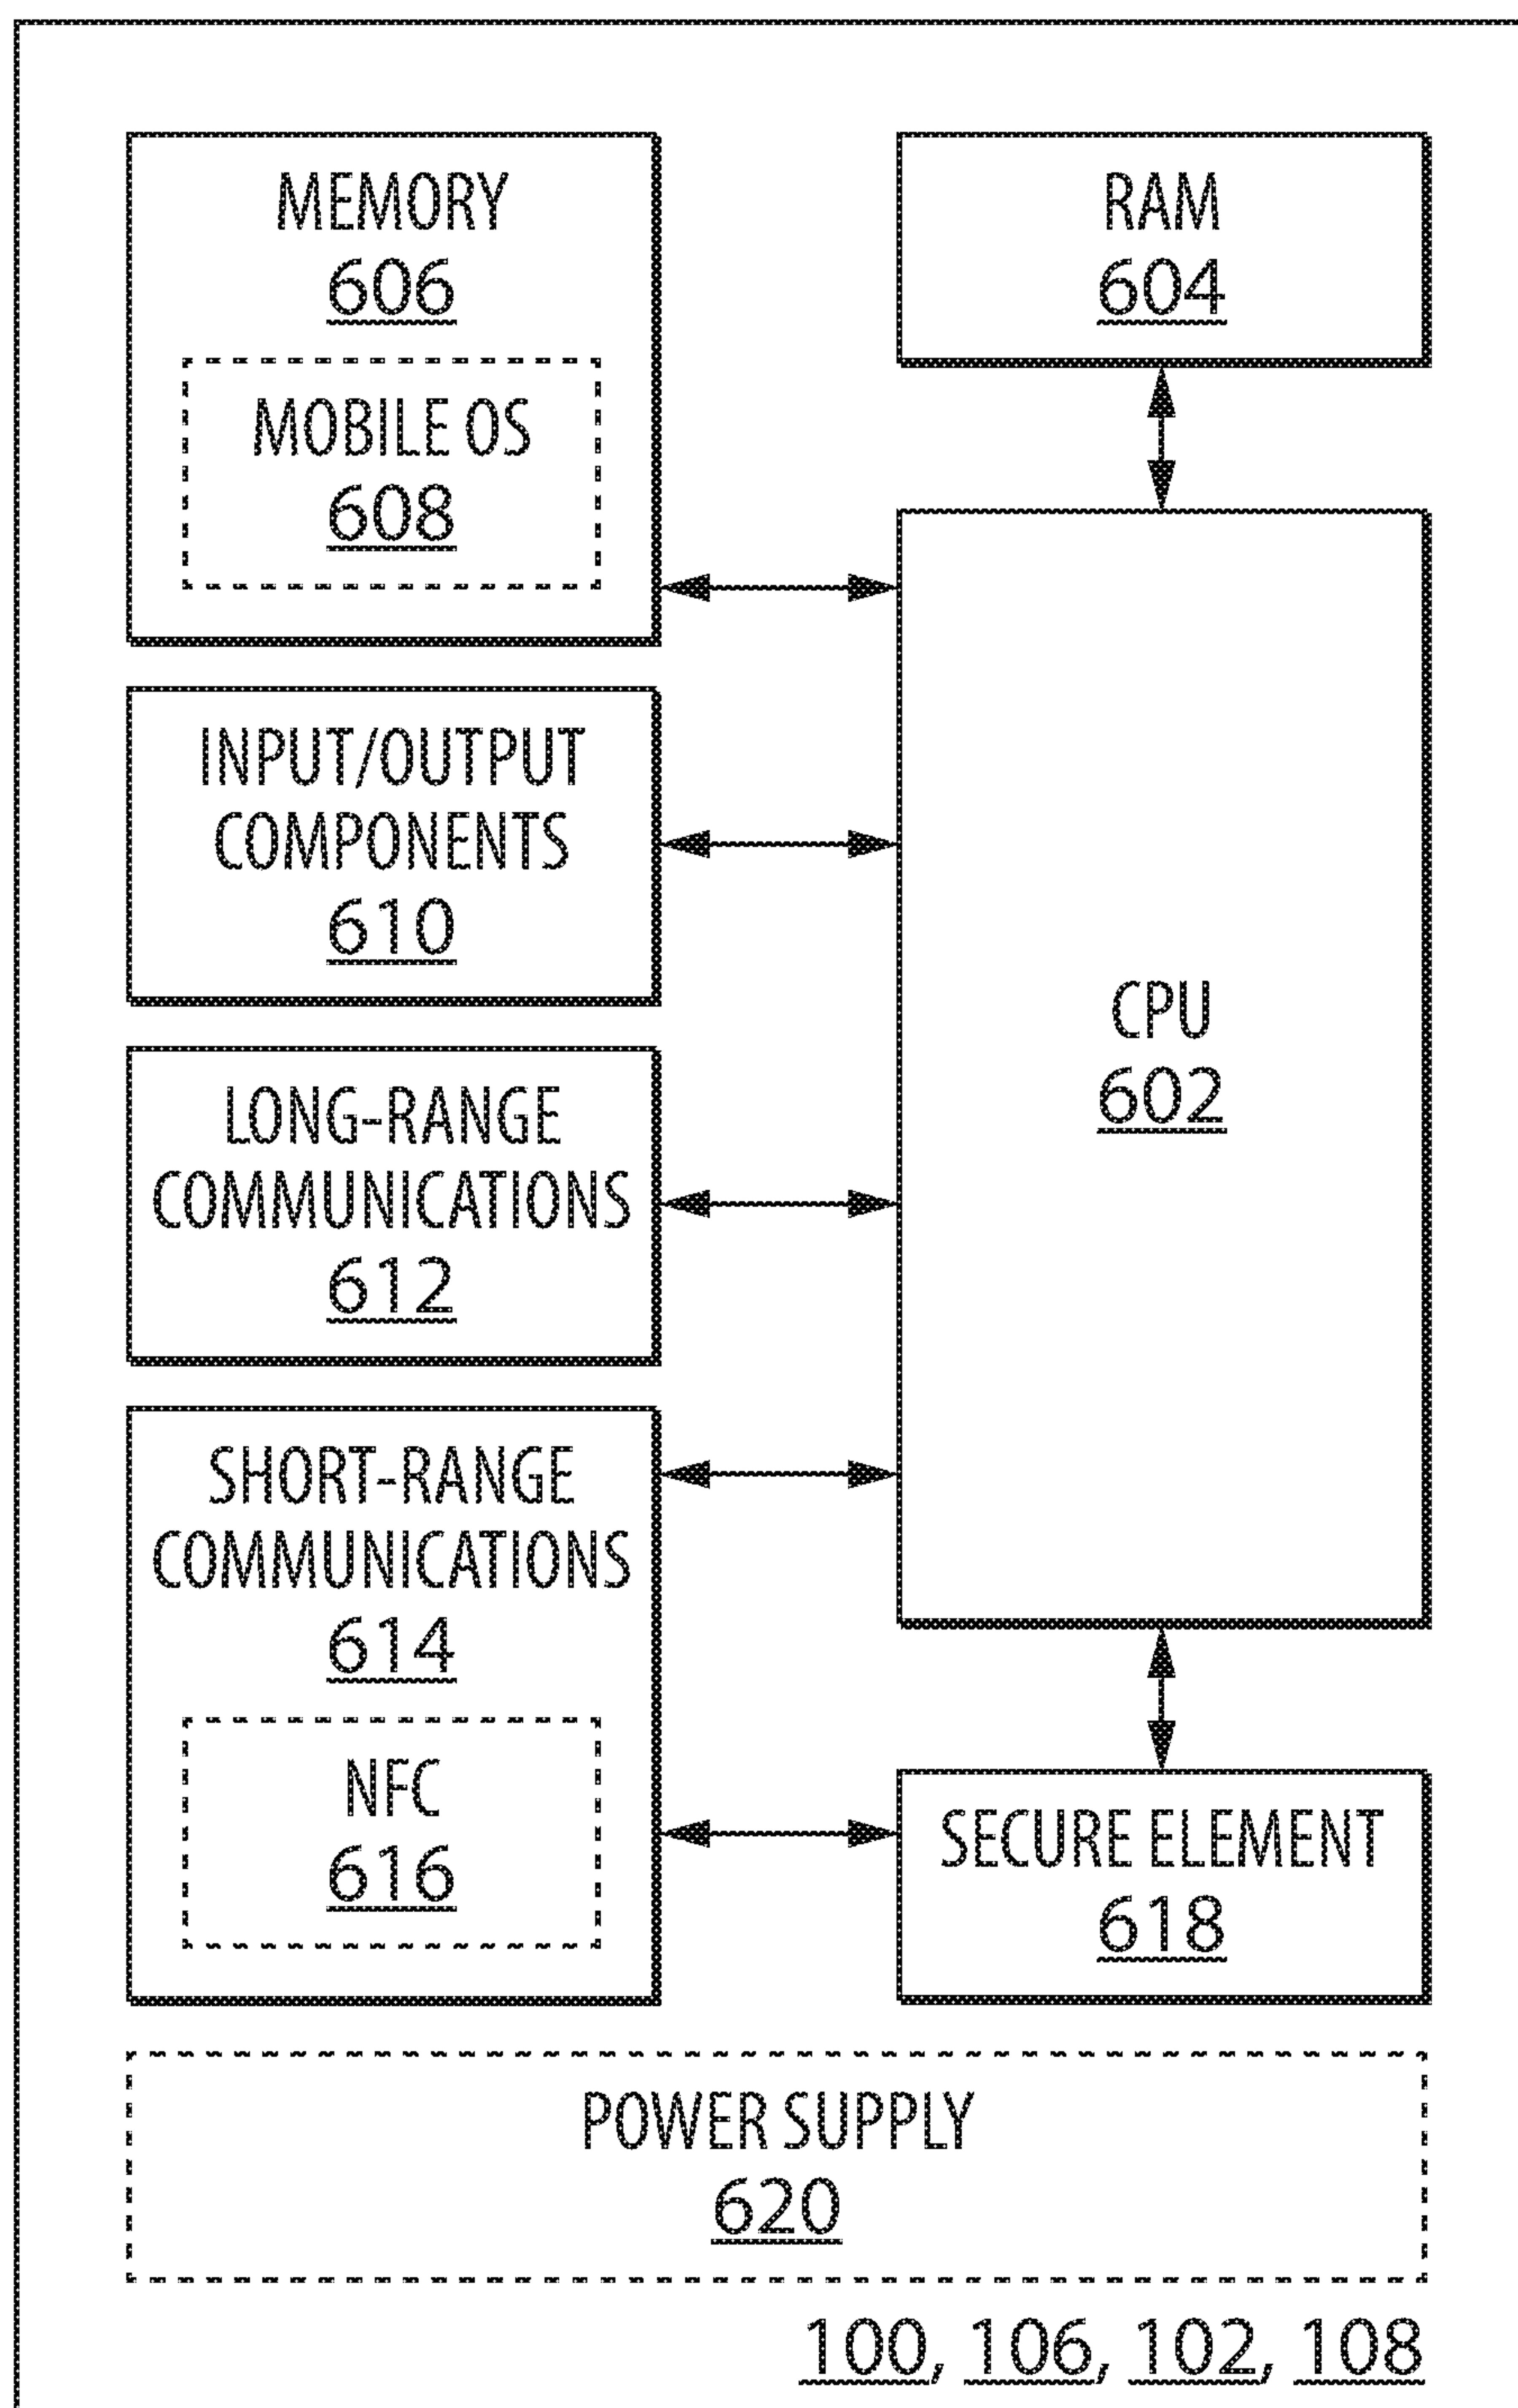 MEMORY
606
MOBILE OS
608
RAM
604
INPUT/OUTPUT
COMPONENTS
610
LONG-RANGE
COMMUNICATIONS
612
CPU
602
SHORT-RANGE
COMMUNICATIONS
614
NFC
616
SECURE ELEMENT
618
POWER SUPPLY
620
100, 106, 102, 108